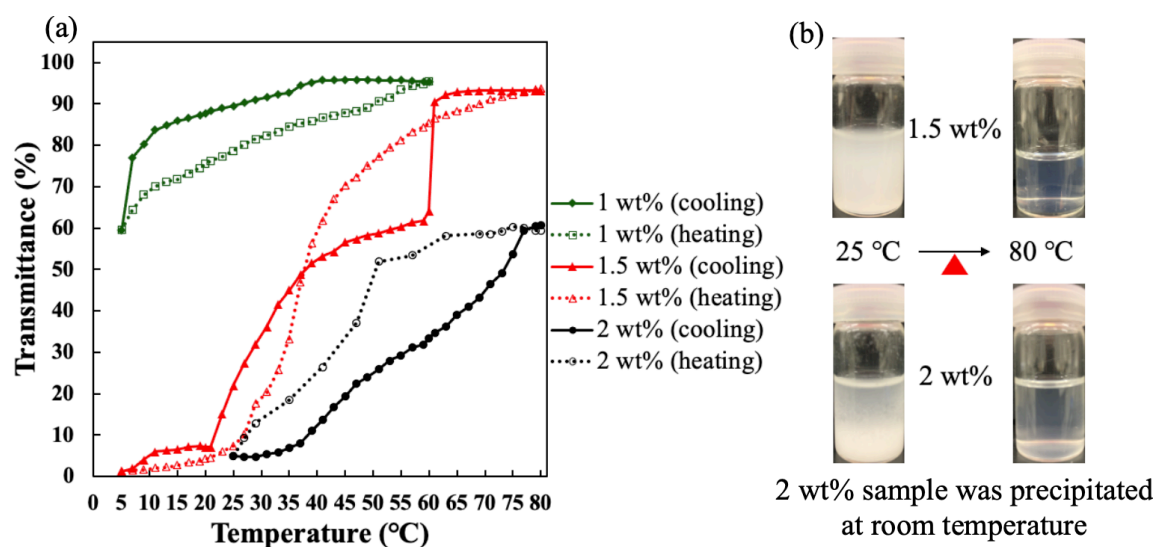 (a)
100
90
80
70
60
50
40
30
20
10
0
Transmittance (%)
0 5 10 15 20 25 30 35 40 45 50 55 60 65 70 75 80
Temperature (℃)
1 wt% (cooling)
1 wt% (heating)
1.5 wt% (cooling)
1.5 wt% (heating)
2 wt% (cooling)
2 wt% (heating)
(b)
1.5 wt%
25 ℃ 80 ℃
2 wt%
2 wt% sample was precipitated
at room temperature